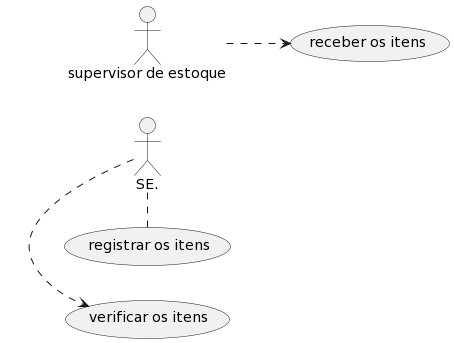 receber os itens
supervisor de estoque
SE.
registrar os itens
verificar os itens